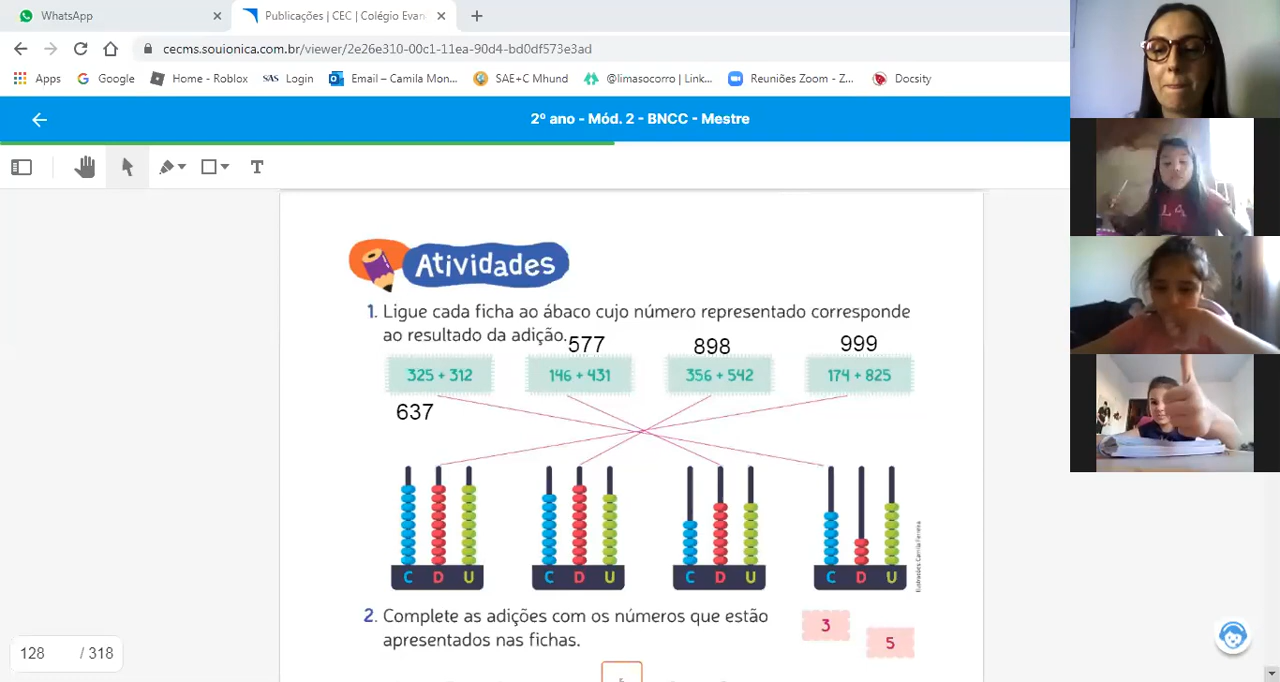 WhatsApp
Publicações | CEC | Colégio Evan
cecms.souionica.com.br/viewer/2e26e310-00c1-11ea-90d4-bd0df573e3ad
Apps Google Home - Roblox SAS Login Email – Camila Mon... SAE+C Mhund @limasocorro | Link... Reuniões Zoom - Z... Docsity
2º ano - Mód. 2 - BNCC - Mestre
T
Atividades
1. Ligue cada ficha ao ábaco cujo número representado corresponde
ao resultado da adição.
577 898 999
325 + 312 146 + 431 356 + 542 174 + 825
637
C D U C D U C D U C D U
Ilustrações Camila Ferreira
2. Complete as adições com os números que estão
apresentados nas fichas.
3
5
128 / 318